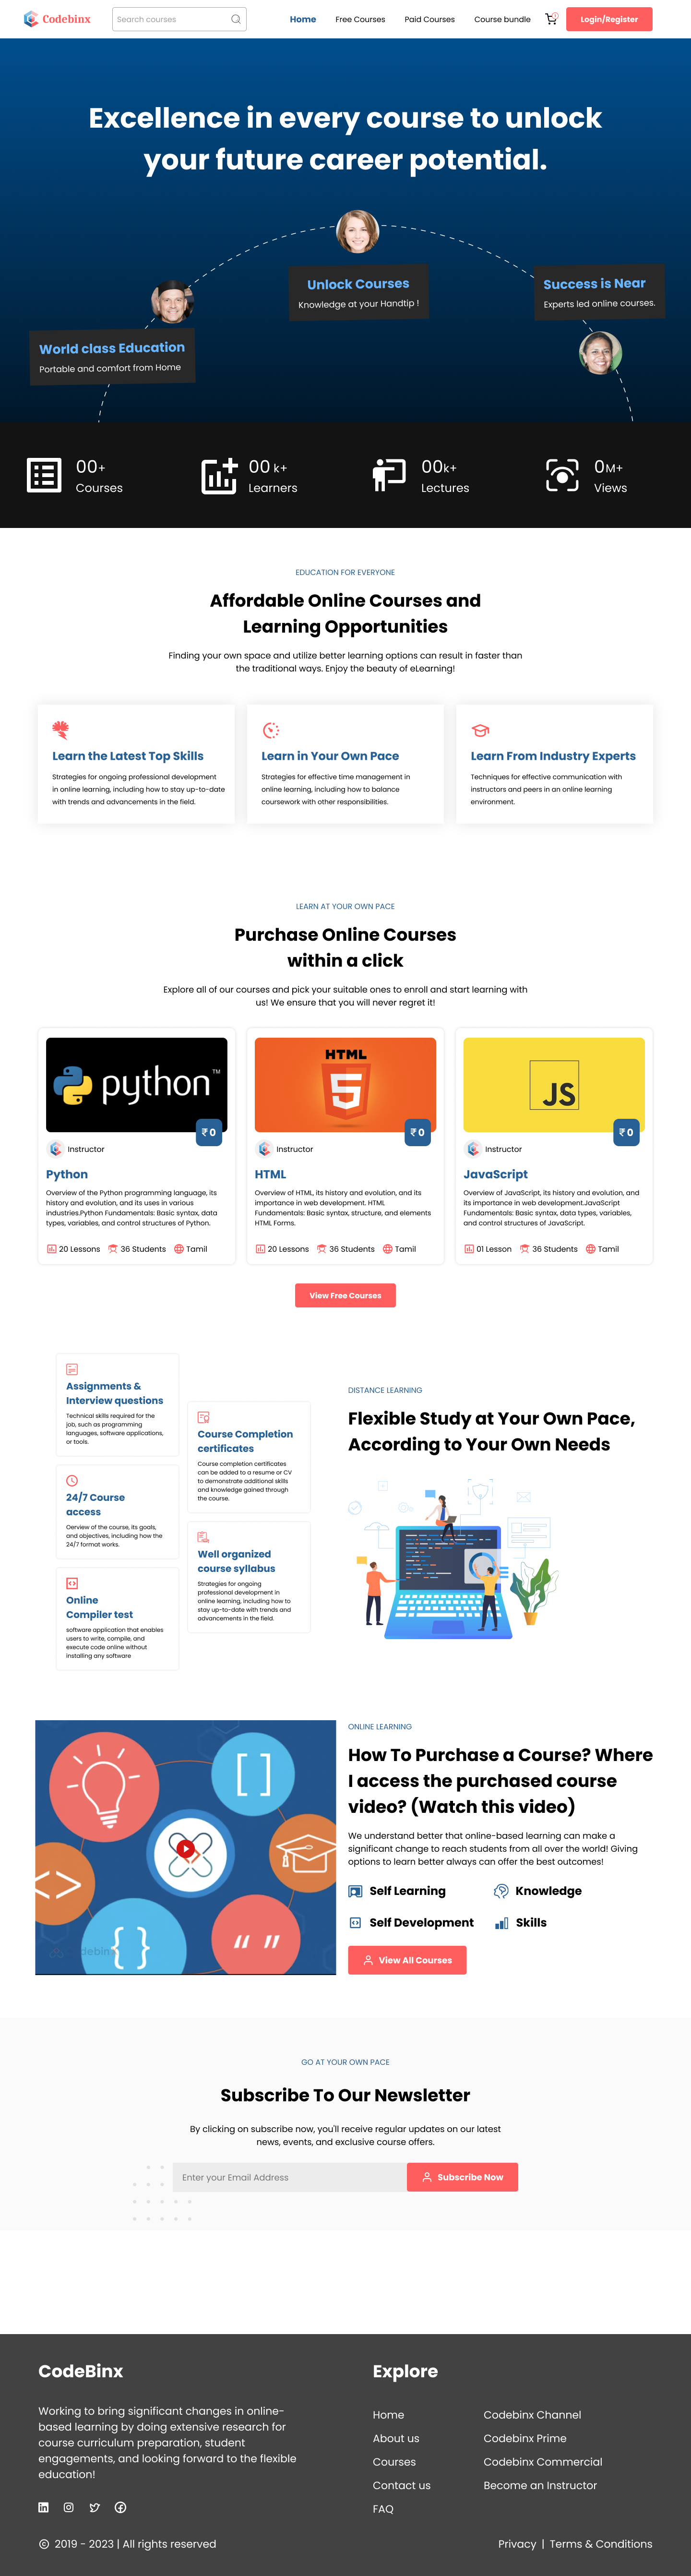 Codebinx
Search courses
Home
Free Courses
Paid Courses
Course bundle
Login/Register
Excellence in every course to unlock
your future career potential.
Unlock Courses
Knowledge at your Handtip !
Success is Near
Experts led online courses.
World class Education
Portable and comfort from Home
00+
Courses
00 k+
Learners
00k+
Lectures
0M+
Views
EDUCATION FOR EVERYONE
Affordable Online Courses and
Learning Opportunities
Finding your own space and utilize better learning options can result in faster than
the traditional ways. Enjoy the beauty of eLearning!
Learn the Latest Top Skills
Strategies for ongoing professional development
in online learning, including how to stay up-to-date
with trends and advancements in the field.
Learn in Your Own Pace
Strategies for effective time management in
online learning, including how to balance
coursework with other responsibilities.
Learn From Industry Experts
Techniques for effective communication with
instructors and peers in an online learning
environment.
LEARN AT YOUR OWN PACE
Purchase Online Courses
within a click
Explore all of our courses and pick your suitable ones to enroll and start learning with
us! We ensure that you will never regret it!
python™
₹ 0
Instructor
Python
Overview of the Python programming language, its
history and evolution, and its uses in various
industries.Python Fundamentals: Basic syntax, data
types, variables, and control structures of Python.
20 Lessons
36 Students
Tamil
HTML
5
₹ 0
Instructor
HTML
Overview of HTML, its history and evolution, and its
importance in web development. HTML
Fundamentals: Basic syntax, structure, and elements
HTML Forms.
20 Lessons
36 Students
Tamil
JS
₹ 0
Instructor
JavaScript
Overview of JavaScript, its history and evolution, and
its importance in web development.JavaScript
Fundamentals: Basic syntax, data types, variables,
and control structures of JavaScript.
01 Lesson
36 Students
Tamil
View Free Courses
Assignments &
Interview questions
Technical skills required for the
job, such as programming
languages, software applications,
or tools.
24/7 Course
access
Oerview of the course, its goals,
and objectives, including how the
24/7 format works.
Online
Compiler test
software application that enables
users to write, compile, and
execute code online without
installing any software
Course Completion
certificates
Course completion certificates
can be added to a resume or CV
to demonstrate additional skills
and knowledge gained through
the course.
Well organized
course syllabus
Strategies for ongoing
professional development in
online learning, including how to
stay up-to-date with trends and
advancements in the field.
DISTANCE LEARNING
Flexible Study at Your Own Pace,
According to Your Own Needs
ONLINE LEARNING
How To Purchase a Course? Where
I access the purchased course
video? (Watch this video)
We understand better that online-based learning can make a
significant change to reach students from all over the world! Giving
options to learn better always can offer the best outcomes!
Self Learning
Knowledge
Self Development
Skills
View All Courses
GO AT YOUR OWN PACE
Subscribe To Our Newsletter
By clicking on subscribe now, you'll receive regular updates on our latest
news, events, and exclusive course offers.
Enter your Email Address
Subscribe Now
CodeBinx
Working to bring significant changes in online-
based learning by doing extensive research for
course curriculum preparation, student
engagements, and looking forward to the flexible
education!
Explore
Home
About us
Courses
Contact us
FAQ
Codebinx Channel
Codebinx Prime
Codebinx Commercial
Become an Instructor
© 2019 - 2023 | All rights reserved
Privacy | Terms & Conditions